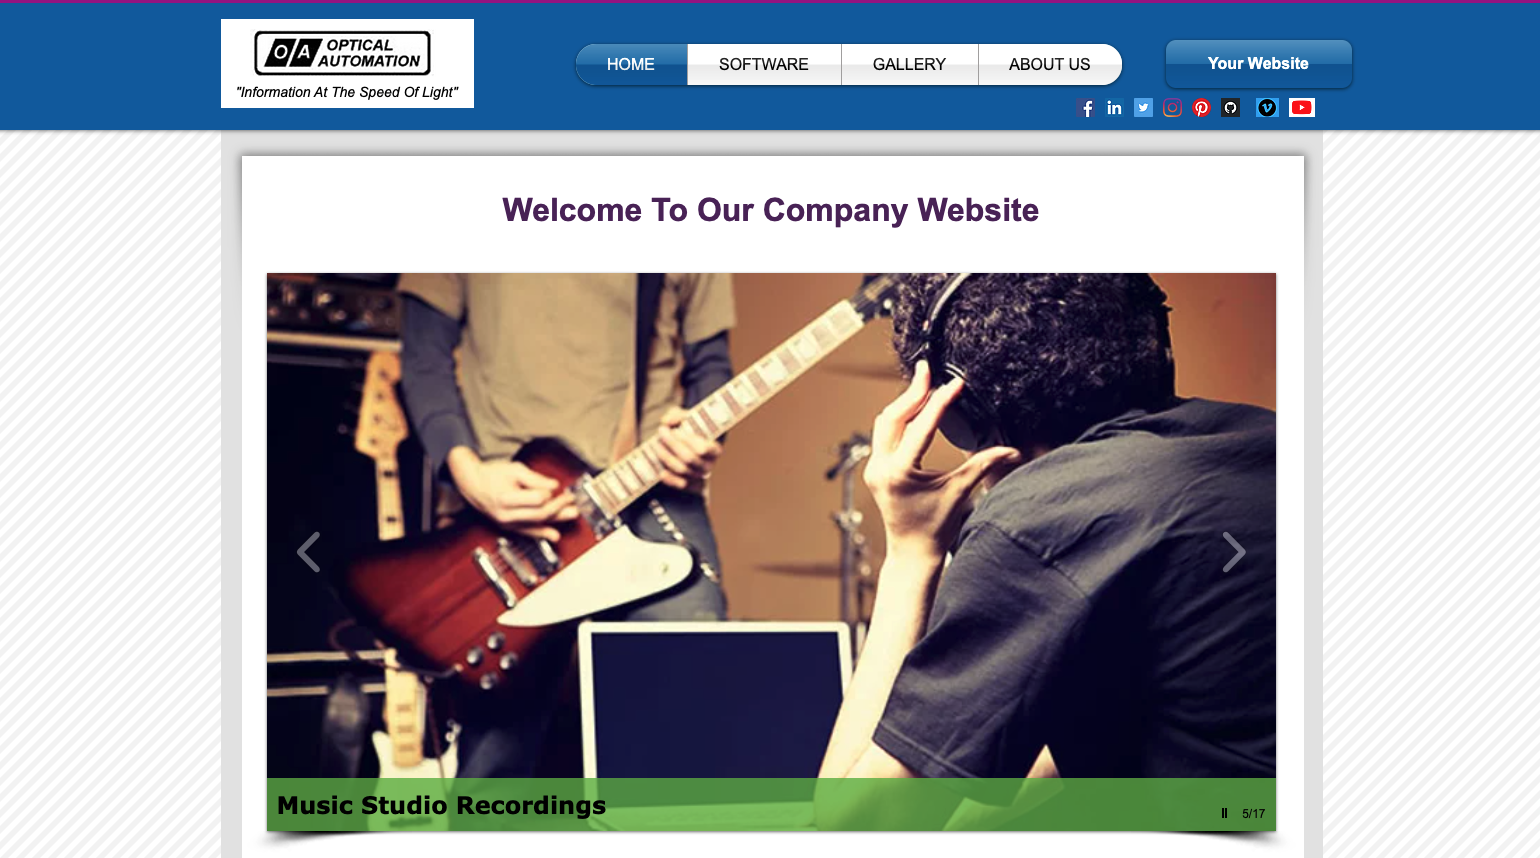 OA OPTICAL
AUTOMATION
"Information At The Speed Of Light"
HOME SOFTWARE GALLERY ABOUT US
Your Website
Welcome To Our Company Website
Music Studio Recordings
5/17